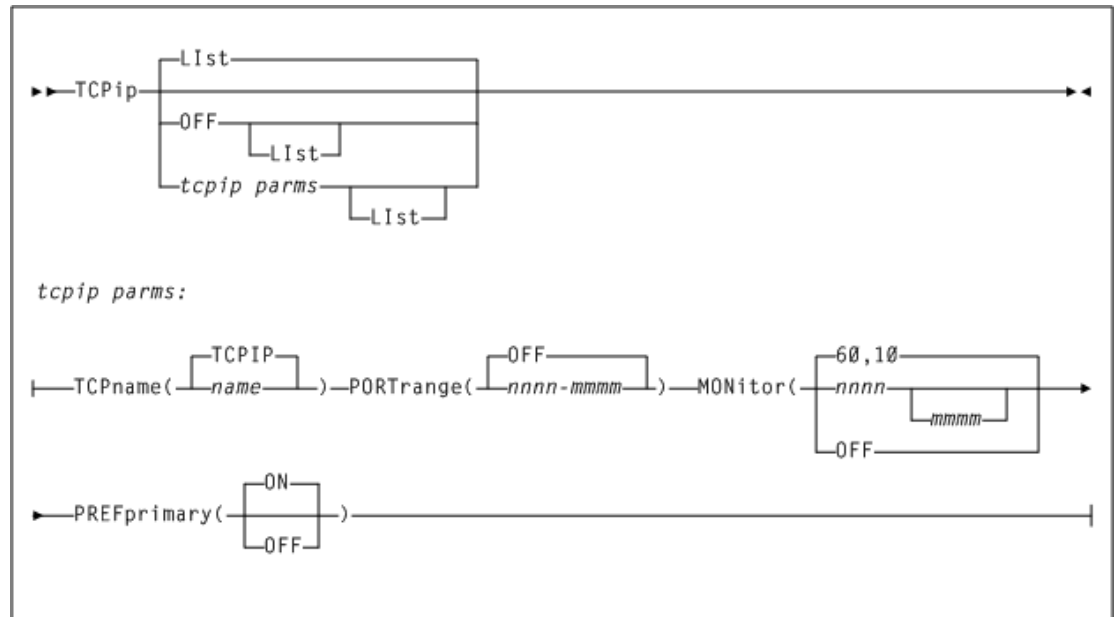 LIst
TCPip
OFF
LIst
tcpip parms
LIst
tcpip parms:
TCPIP OFF 60,10
TCPname( name ) PORTrange( nnnn-mmmm ) MONitor( nnnn
mmmm
OFF
ON
PREFprimary( )
OFF